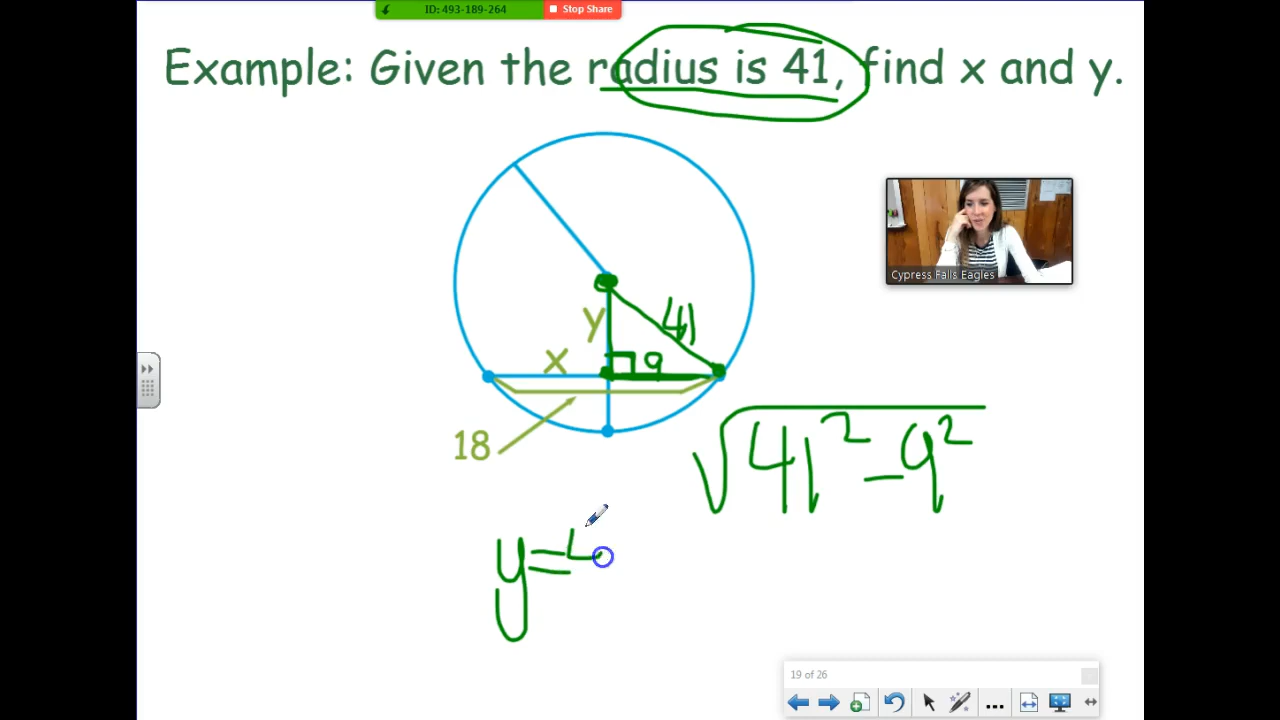 ID: 493-189-264 Stop Share
Example: Given the radius is 41, find x and y.
Cypress Falls Eagles
y 41
x 9
18
√41² - 9²
y = 4
19 of 26
...